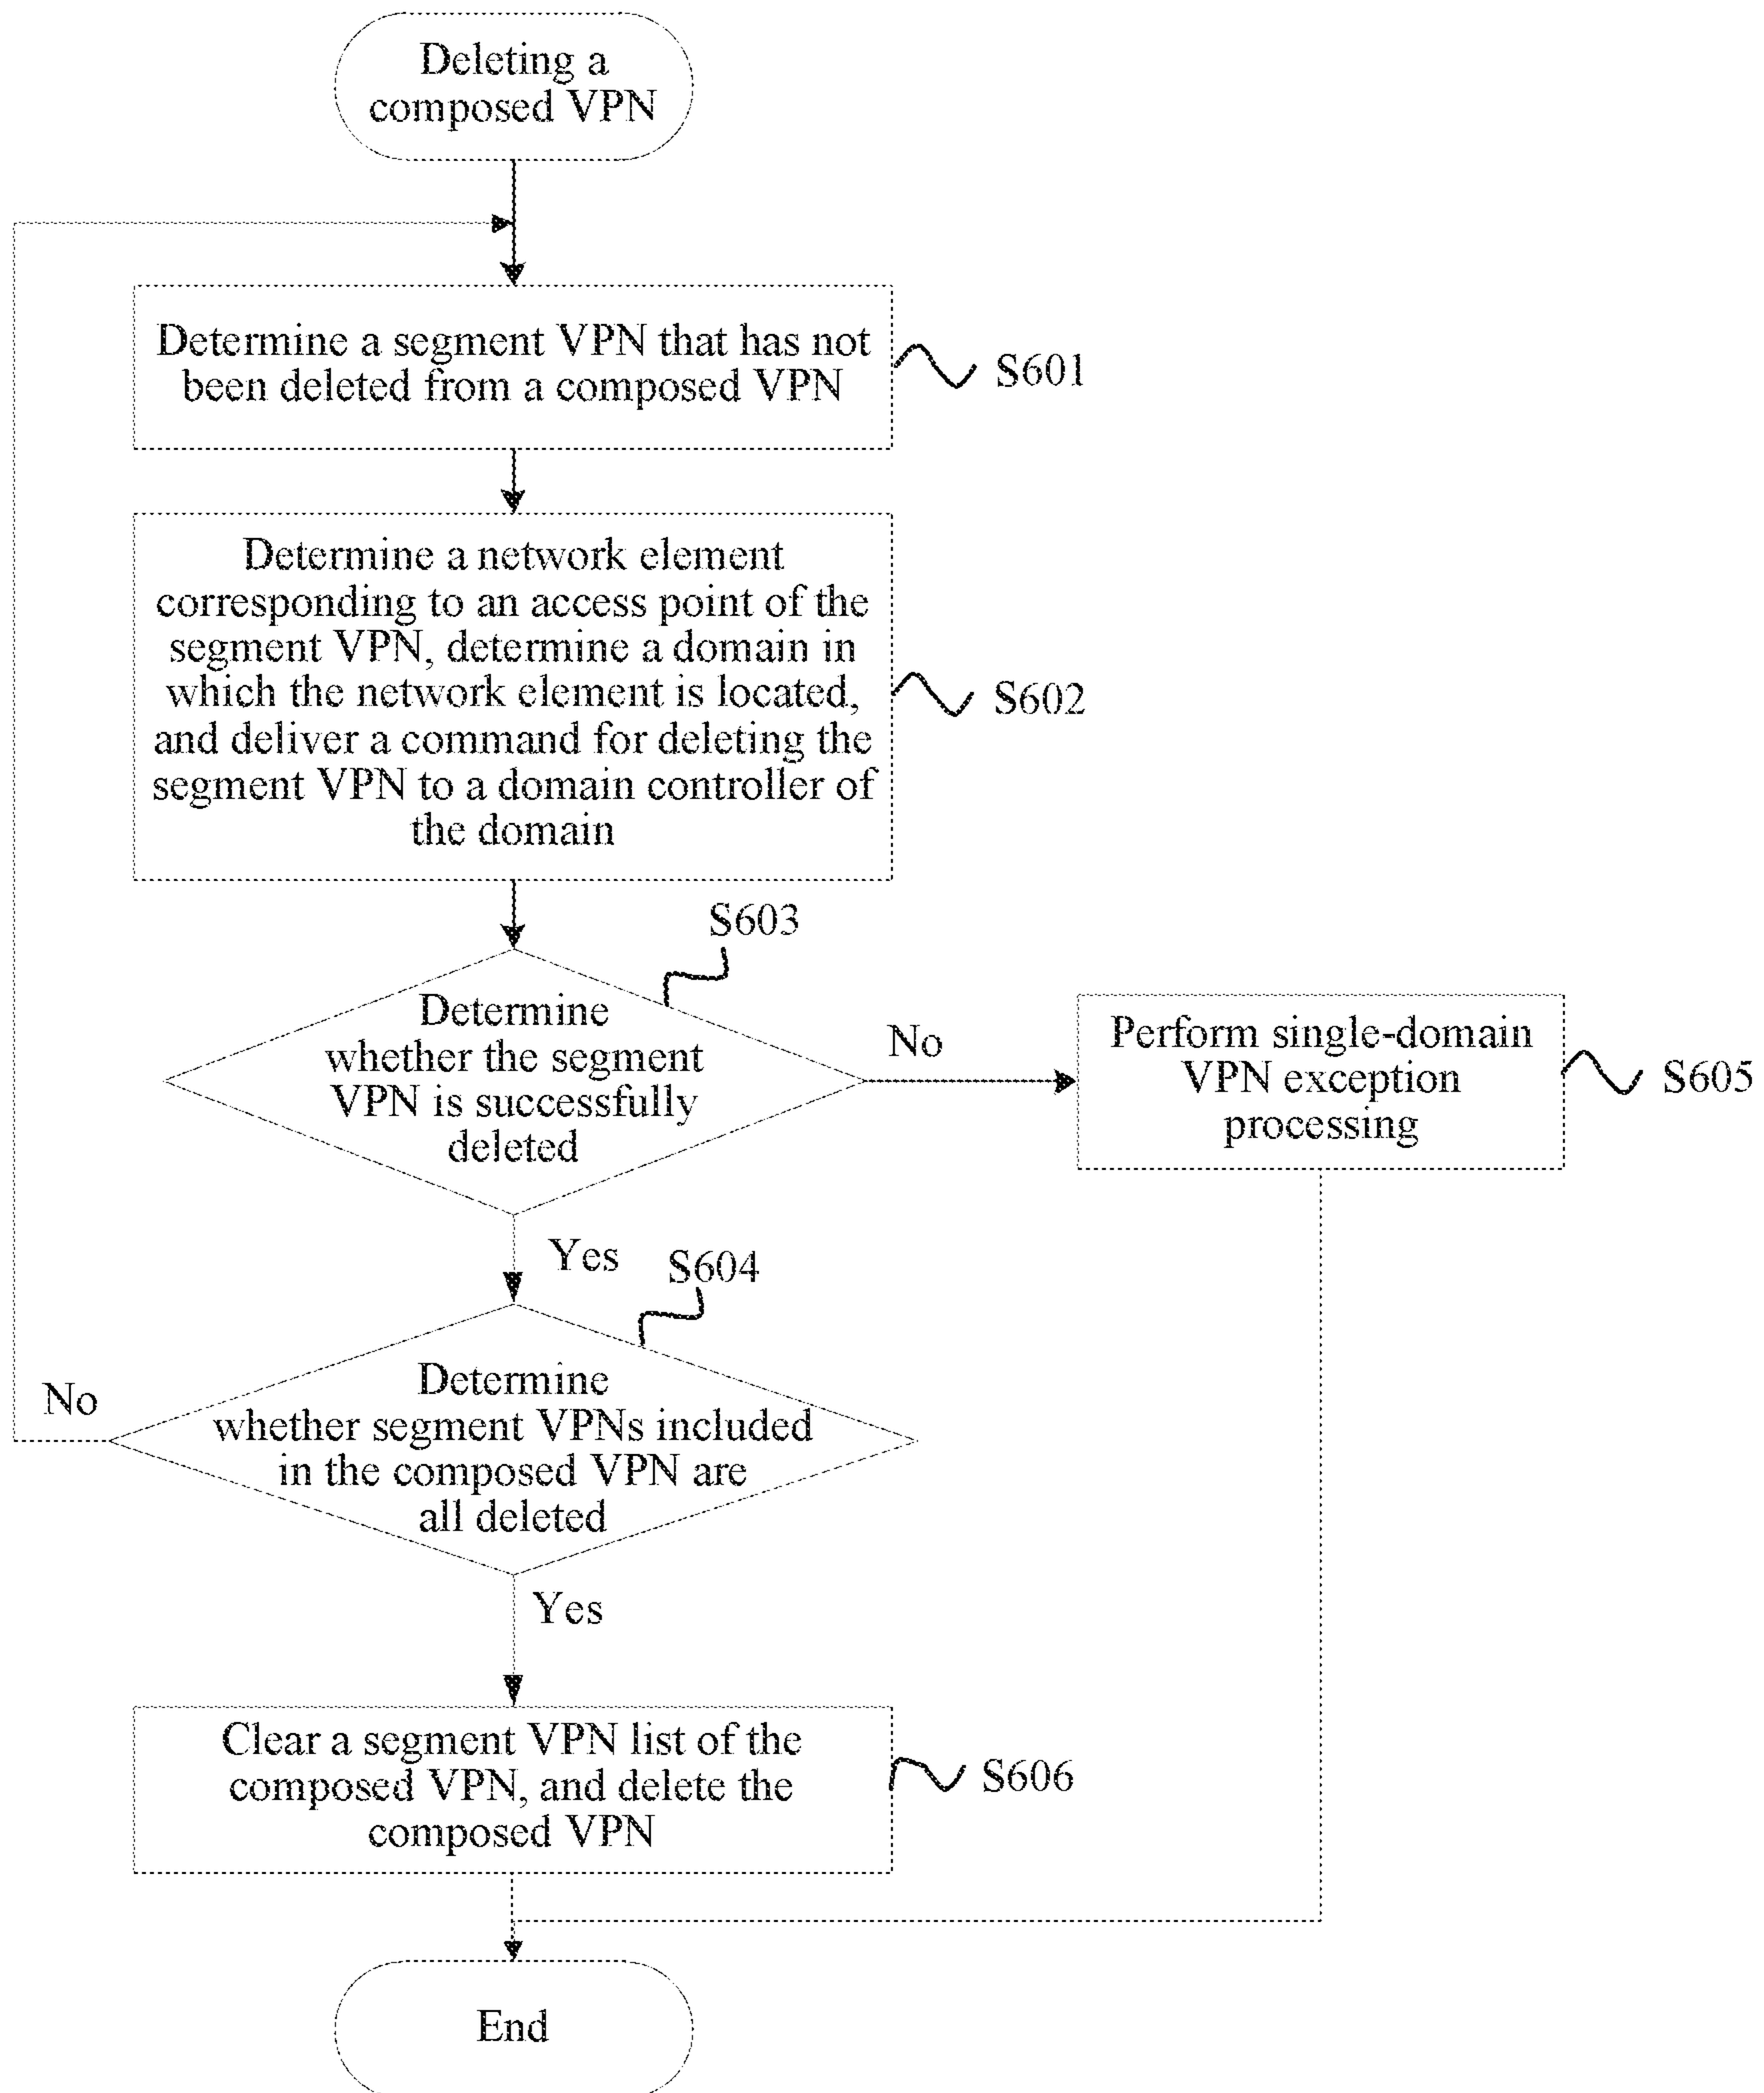 Deleting a
composed VPN
Determine a segment VPN that has not
been deleted from a composed VPN
S601
Determine a network element
corresponding to an access point of the
segment VPN, determine a domain in
which the network element is located,
and deliver a command for deleting the
segment VPN to a domain controller of
the domain
S602
S603
Determine
whether the segment
VPN is successfully
deleted
No
Perform single-domain
VPN exception
processing
S605
Yes
S604
Determine
whether segment VPNs included
in the composed VPN are
all deleted
No
Yes
Clear a segment VPN list of the
composed VPN, and delete the
composed VPN
S606
End